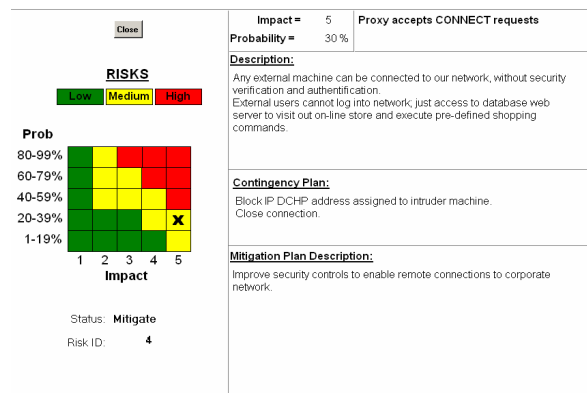 Close
RISKS
Low Medium High
Prob
80-99%
60-79%
40-59%
20-39% X
1-19%
1 2 3 4 5
Impact
Status: Mitigate
Risk ID: 4
Impact = 5 Proxy accepts CONNECT requests
Probability = 30 %
Description:
Any external machine can be connected to our network, without security
verification and authentification.
External users cannot log into network; just access to database web
server to visit out on-line store and execute pre-defined shopping
commands.
Contingency Plan:
Block IP DCHP address assigned to intruder machine.
Close connection.
Mitigation Plan Description:
Improve security controls to enable remote connections to corporate
network.